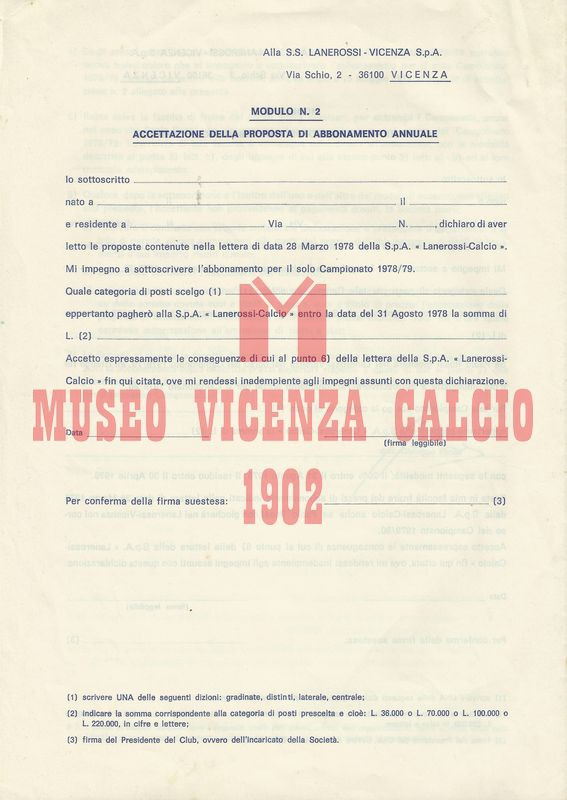 Alla S.S. LANEROSSI - VICENZA S.p.A.
Via Schio, 2 - 36100 VICENZA
MODULO N. 2
ACCETTAZIONE DELLA PROPOSTA DI ABBONAMENTO ANNUALE
Io sottoscritto
nato a il
e residente a Via N. , dichiaro di aver
letto le proposte contenute nella lettera di data 28 Marzo 1978 della S.p.A. « Lanerossi-Calcio ».
Mi impegno a sottoscrivere l'abbonamento per il solo Campionato 1978/79.
Quale categoria di posti scelgo (1)
eppertanto pagherò alla S.p.A. « Lanerossi-Calcio » entro la data del 31 Agosto 1978 la somma di
L. (2)
Accetto espressamente le conseguenze di cui al punto 6) della lettera della S.p.A. « Lanerossi-
Calcio » fin qui citata, ove mi rendessi inadempiente agli impegni assunti con questa dichiarazione.
MUSEO VICENZA CALCIO
Data
(firma leggibile)
1902
Per conferma della firma suestesa: (3)
(1) scrivere UNA delle seguenti dizioni: gradinate, distinti, laterale, centrale;
(2) indicare la somma corrispondente alla categoria di posti prescelta e cioè: L. 36.000 o L. 70.000 o L. 100.000 o
L. 220.000, in cifre e lettere;
(3) firma del Presidente del Club, ovvero dell'Incaricato della Società.